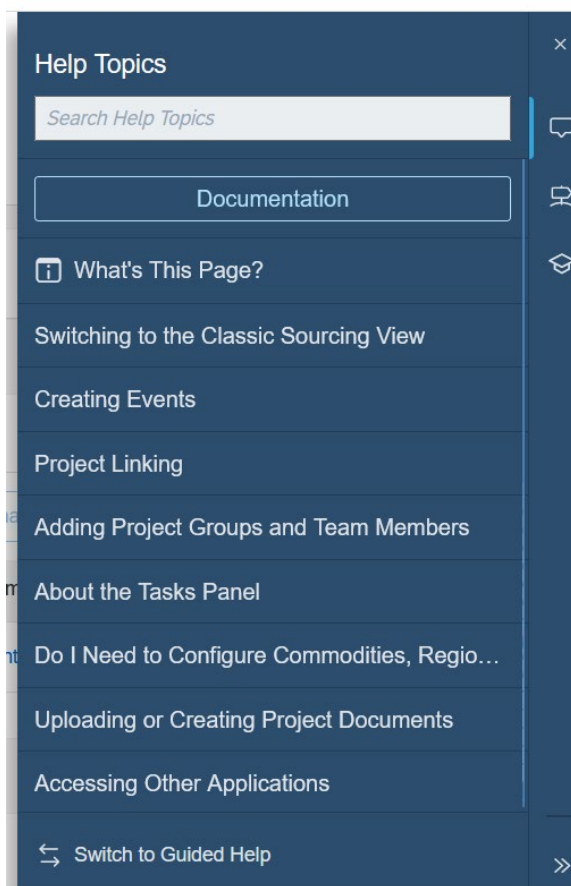 Help Topics
Search Help Topics
Documentation
What's This Page?
Switching to the Classic Sourcing View
Creating Events
Project Linking
Adding Project Groups and Team Members
About the Tasks Panel
Do I Need to Configure Commodities, Regio…
Uploading or Creating Project Documents
Accessing Other Applications
Switch to Guided Help